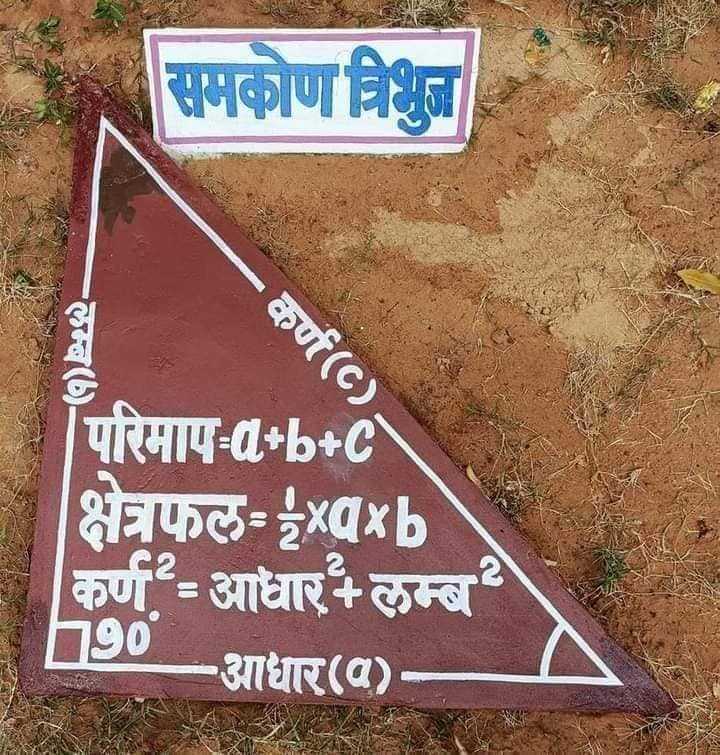 समकोण त्रिभुज
कर्ण (c)
लम्ब (b)
परिमाप=a+b+c
क्षेत्रफल=½×a×b
कर्ण²=आधार²+लम्ब²
90°
आधार(a)